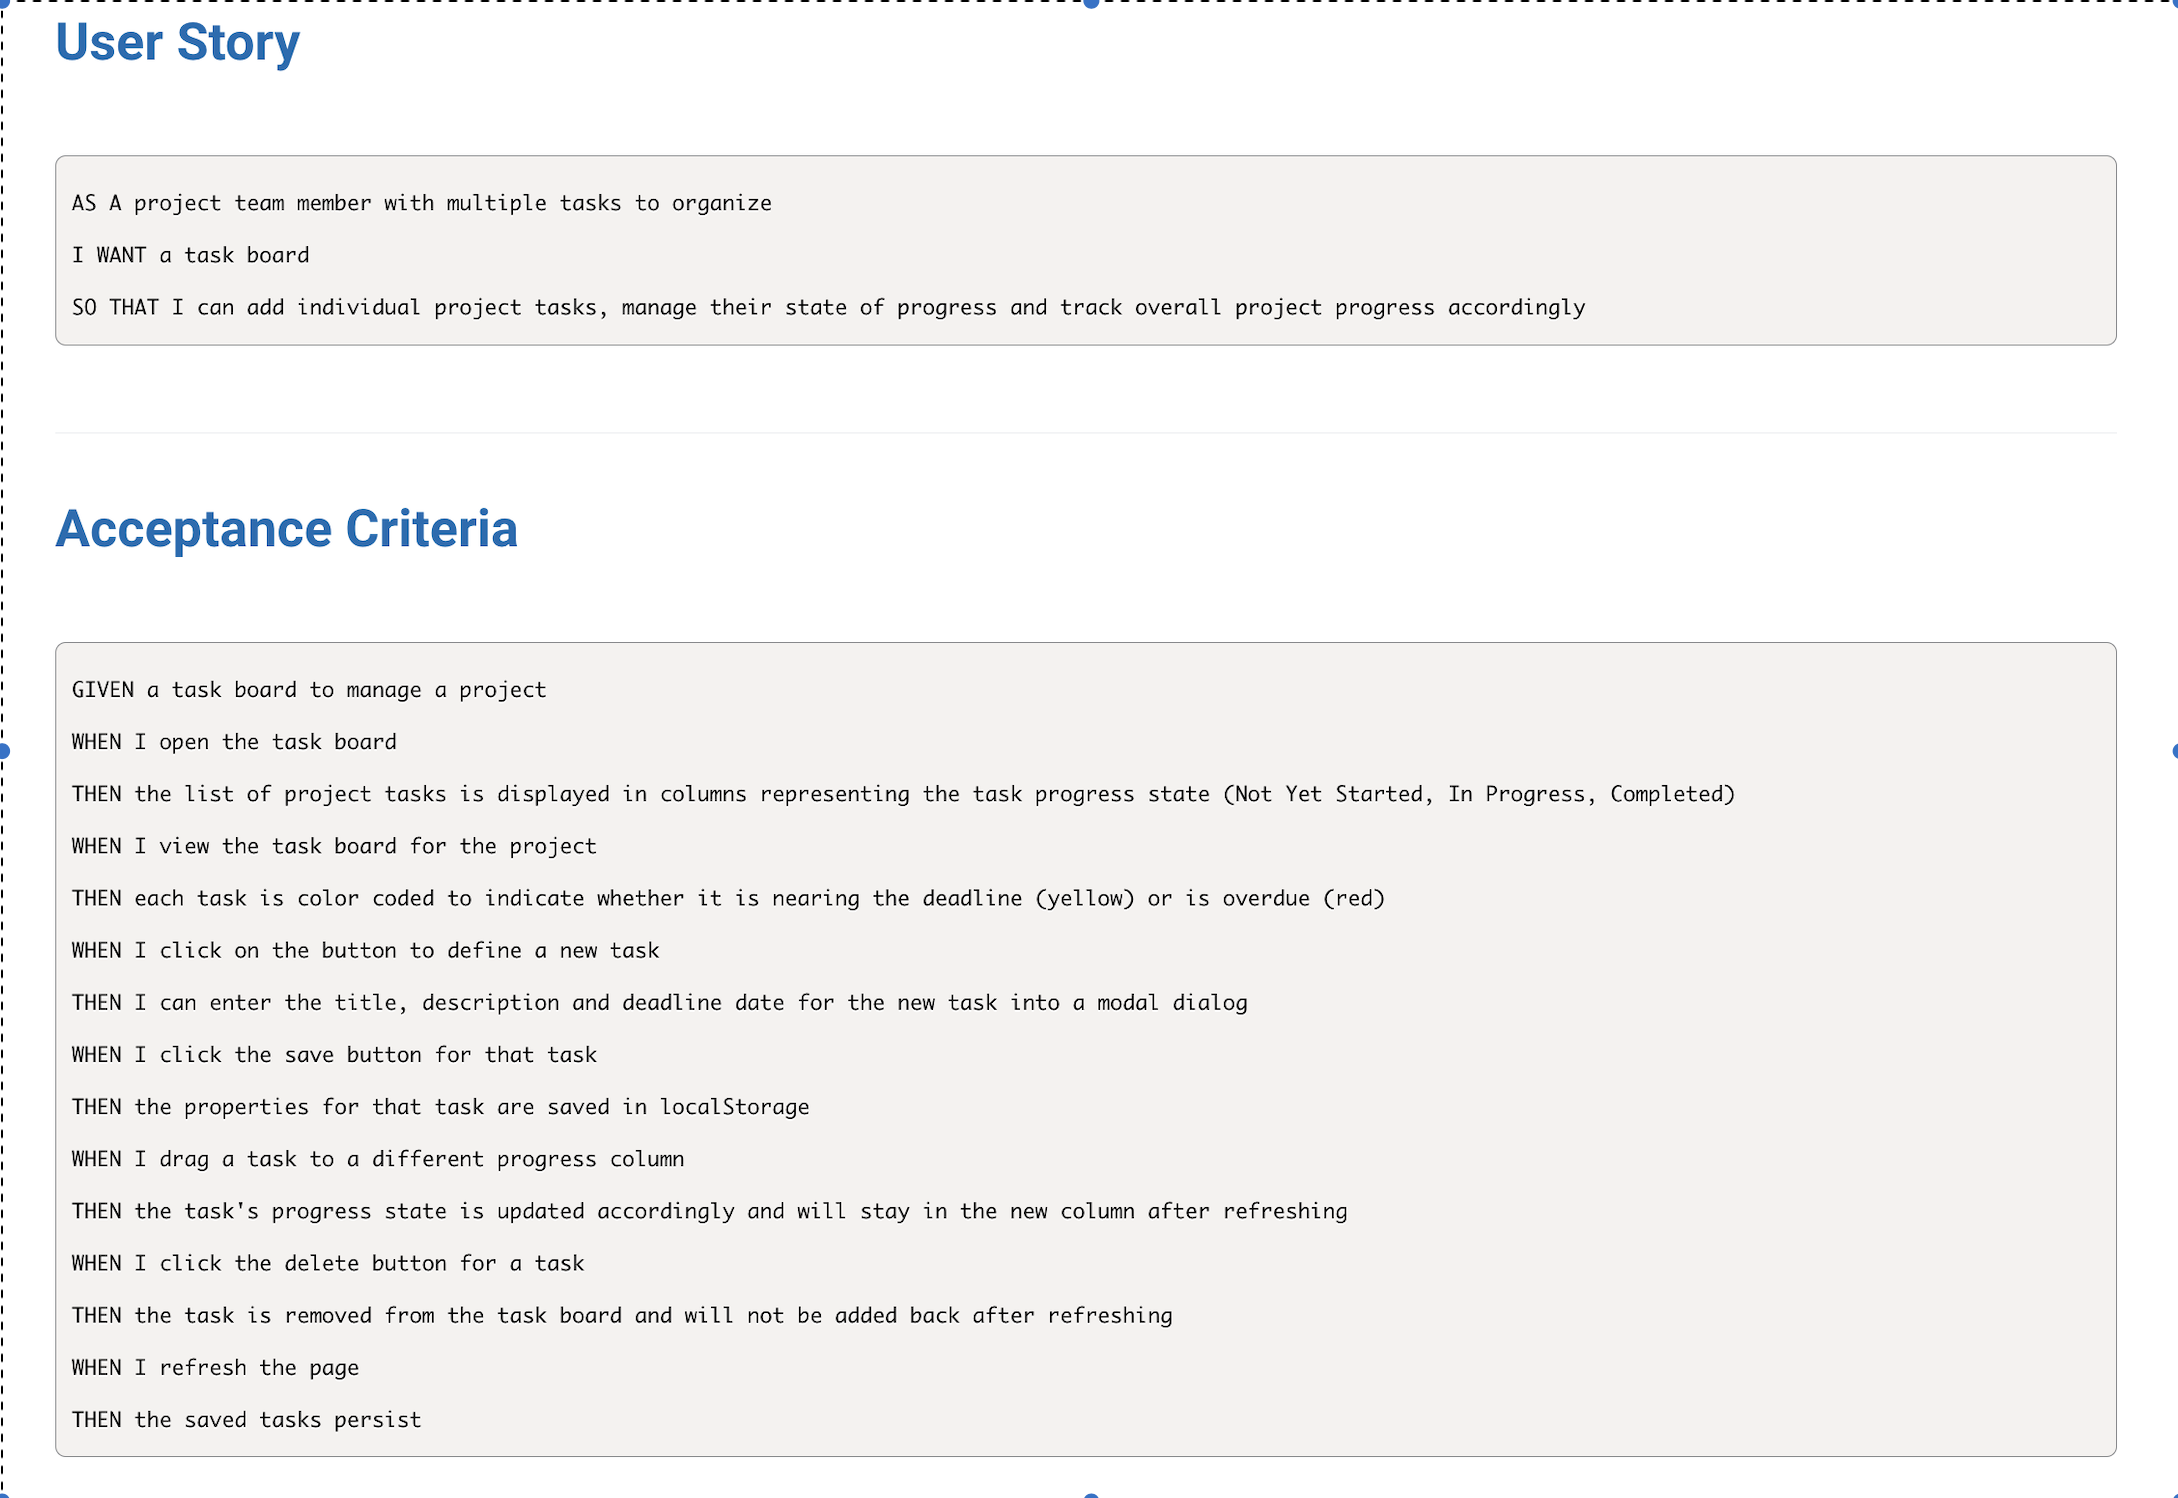 User Story
AS A project team member with multiple tasks to organize
I WANT a task board
SO THAT I can add individual project tasks, manage their state of progress and track overall project progress accordingly
Acceptance Criteria
GIVEN a task board to manage a project
WHEN I open the task board
THEN the list of project tasks is displayed in columns representing the task progress state (Not Yet Started, In Progress, Completed)
WHEN I view the task board for the project
THEN each task is color coded to indicate whether it is nearing the deadline (yellow) or is overdue (red)
WHEN I click on the button to define a new task
THEN I can enter the title, description and deadline date for the new task into a modal dialog
WHEN I click the save button for that task
THEN the properties for that task are saved in localStorage
WHEN I drag a task to a different progress column
THEN the task's progress state is updated accordingly and will stay in the new column after refreshing
WHEN I click the delete button for a task
THEN the task is removed from the task board and will not be added back after refreshing
WHEN I refresh the page
THEN the saved tasks persist